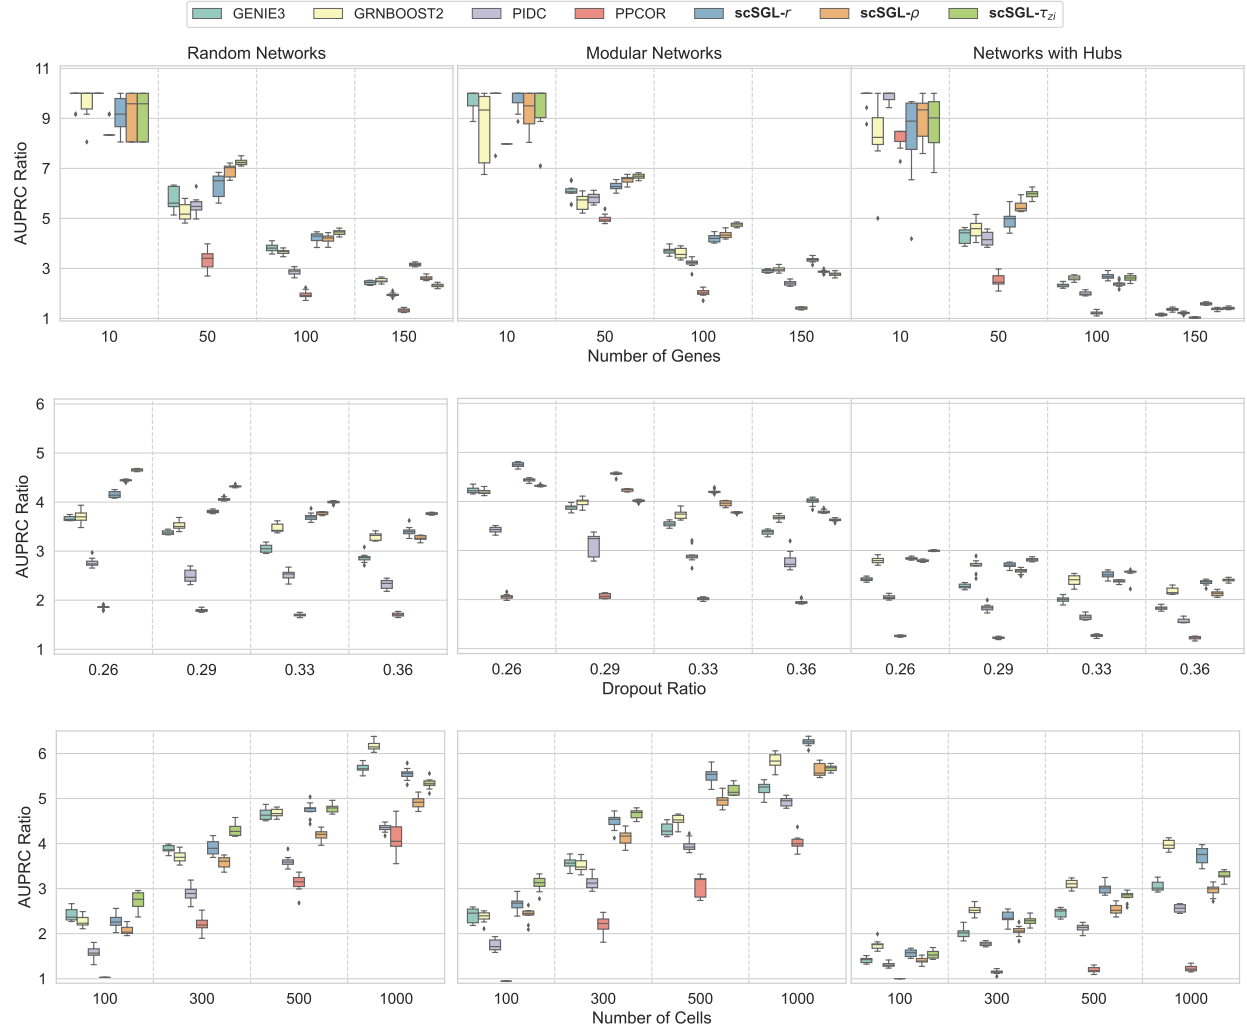 GENIE3 GRNBOOST2 PIDC PPCOR scSGL-r scSGL-ρ scSGL-τzi
Random Networks Modular Networks Networks with Hubs
11
9
7
5
3
1
AUPRC Ratio
10 50 100 150 10 50 100 150 10 50 100 150
Number of Genes
6
5
4
3
2
1
AUPRC Ratio
0.26 0.29 0.33 0.36 0.26 0.29 0.33 0.36 0.26 0.29 0.33 0.36
Dropout Ratio
6
5
4
3
2
1
AUPRC Ratio
100 300 500 1000 100 300 500 1000 100 300 500 1000
Number of Cells